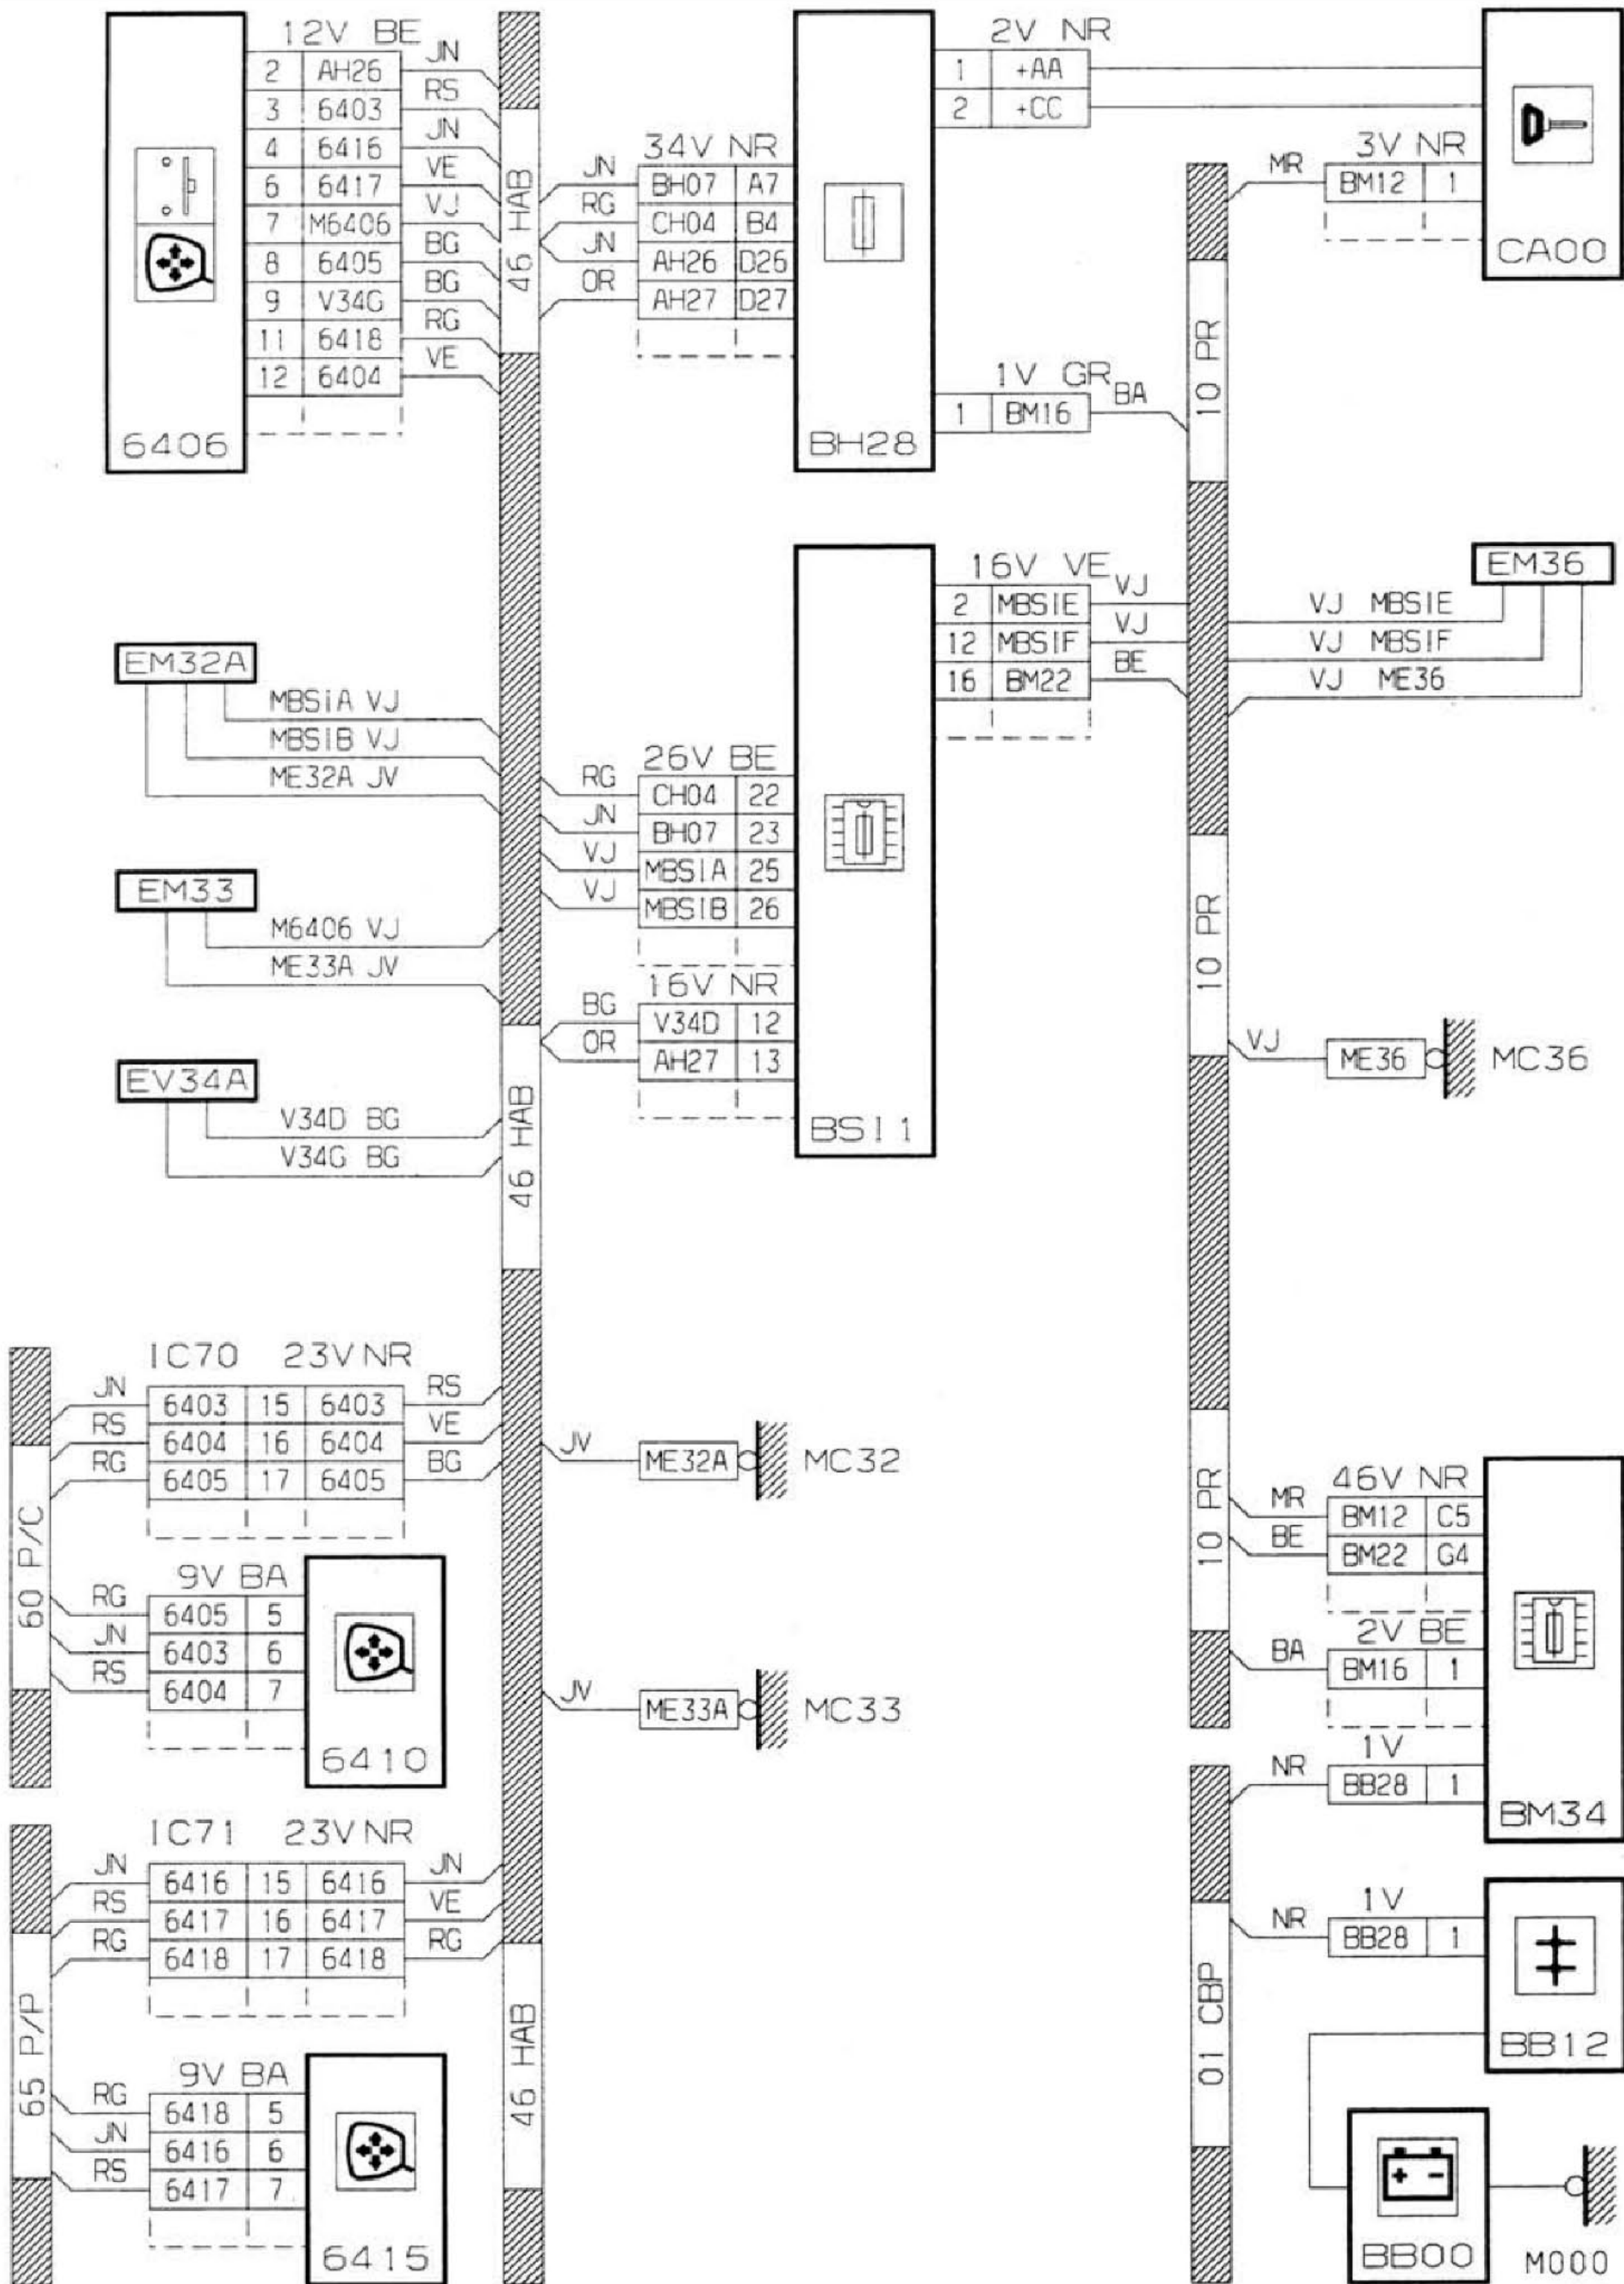 12V BE
2 AH26 JN
3 6403 RS
4 6416 JN
6 6417 VE
7 M6406 VJ
8 6405 BG
9 V34G BG
11 6418 RG
12 6404 VE
6406
46 HAB
34V NR
JN BH07 A7
RG CH04 B4
JN AH26 D26
OR AH27 D27
2V NR
1 +AA
2 +CC
1V GR
1 BM16 BA
BH28
3V NR
MR BM12 1
CA00
10 PR
EM32A
MBSIA VJ
MBSIB VJ
ME32A JV
EM33
M6406 VJ
ME33A JV
EV34A
V34D BG
V34G BG
46 HAB
26V BE
RG CH04 22
JN BH07 23
VJ MBSIA 25
VJ MBSIB 26
16V NR
BG V34D 12
OR AH27 13
16V VE
2 MBSIE VJ
12 MBSIF VJ
16 BM22 BE
BSI1
EM36
VJ MBSIE
VJ MBSIF
VJ ME36
10 PR
VJ ME36 MC36
60 P/C
IC70 23V NR
JN 6403 15 6403 RS
RS 6404 16 6404 VE
RG 6405 17 6405 BG
9V BA
RG 6405 5
JN 6403 6
RS 6404 7
6410
JV ME32A MC32
JV ME33A MC33
10 PR
46V NR
MR BM12 C5
BE BM22 G4
2V BE
BA BM16 1
1V
NR BB28 1
BM34
65 P/P
IC71 23V NR
JN 6416 15 6416 JN
RS 6417 16 6417 VE
RG 6418 17 6418 RG
9V BA
RG 6418 5
JN 6416 6
RS 6417 7
6415
46 HAB
01 CBP
1V
NR BB28 1
BB12
+ -
BB00
M000